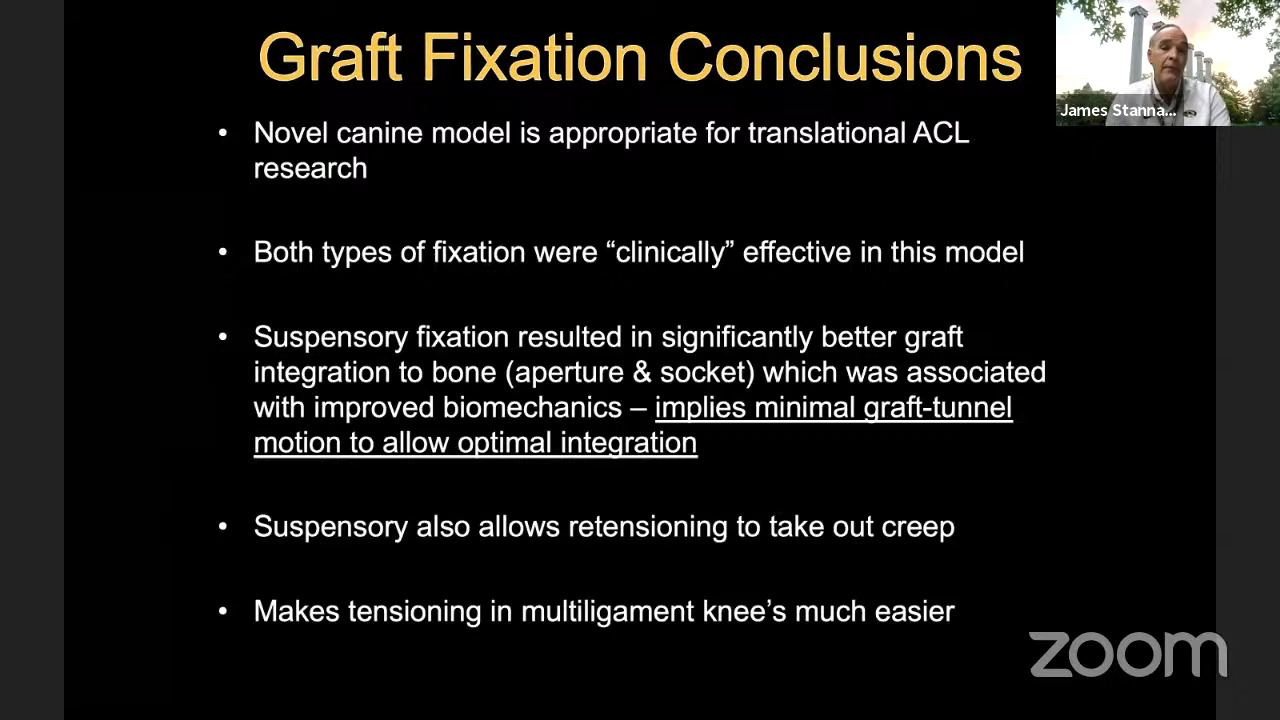 Graft Fixation Conclusions
• Novel canine model is appropriate for translational ACL
research
• Both types of fixation were “clinically” effective in this model
• Suspensory fixation resulted in significantly better graft
integration to bone (aperture & socket) which was associated
with improved biomechanics – implies minimal graft-tunnel
motion to allow optimal integration
• Suspensory also allows retensioning to take out creep
• Makes tensioning in multiligament knee’s much easier
James Stanna...
zoom